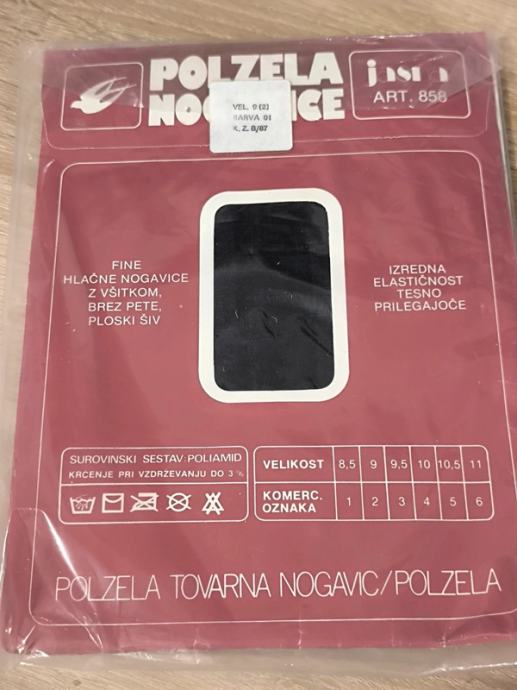 POLZELA
NOGAVICE
jasna
ART. 858
VEL. 9 (2)
BARVA 01
K. Z. 8/87
FINE
HLAČNE NOGAVICE
Z VŠITKOM,
BREZ PETE,
PLOSKI ŠIV
IZREDNA
ELASTIČNOST
TESNO
PRILEGAJOČE
SUROVINSKI SESTAV: POLIAMID
KRČENJE PRI VZDRŽEVANJU DO 3 %
VELIKOST 8,5 9 9,5 10 10,5 11
KOMERC. OZNAKA 1 2 3 4 5 6
POLZELA TOVARNA NOGAVIC/POLZELA